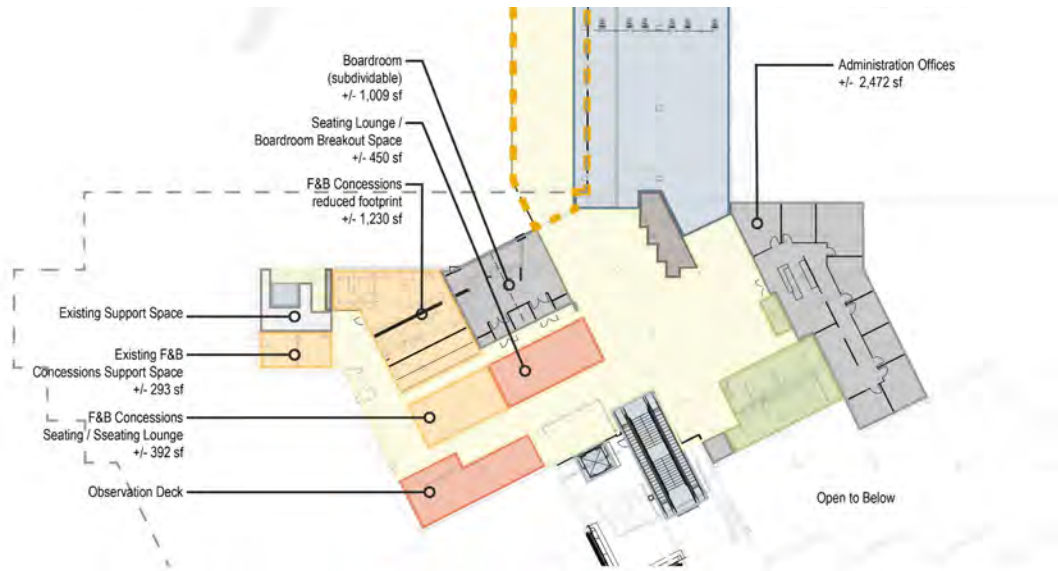 Boardroom
(subdividable)
+/- 1,009 sf
Seating Lounge /
Boardroom Breakout Space
+/- 450 sf
F&B Concessions
reduced footprint
+/- 1,230 sf
Existing Support Space
Existing F&B
Concessions Support Space
+/- 293 sf
F&B Concessions
Seating / Sseating Lounge
+/- 392 sf
Observation Deck
Administration Offices
+/- 2,472 sf
Open to Below